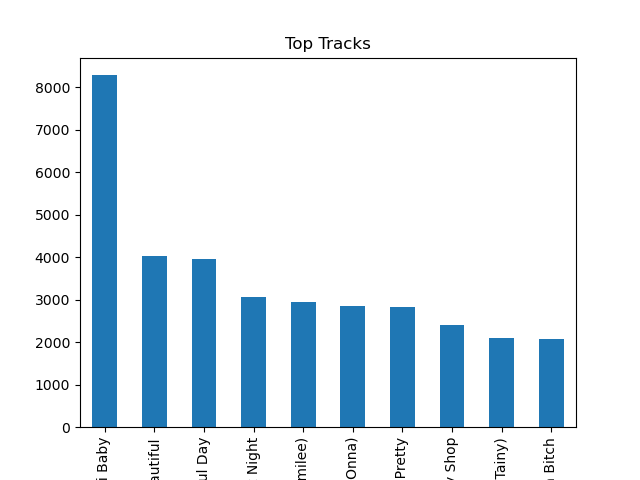 Top Tracks
8000
7000
6000
5000
4000
3000
2000
1000
0
i Baby
autiful
ul Day
Night
milee)
Onna)
Pretty
Shop
Tainy)
Bitch